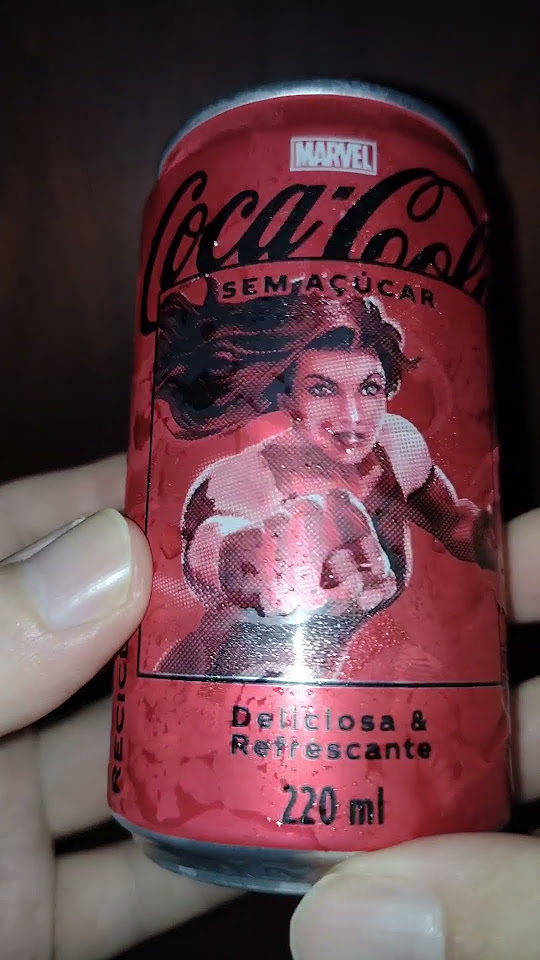 MARVEL
Coca-Cola
SEM AÇÚCAR
Deliciosa &
Refrescante
220 ml